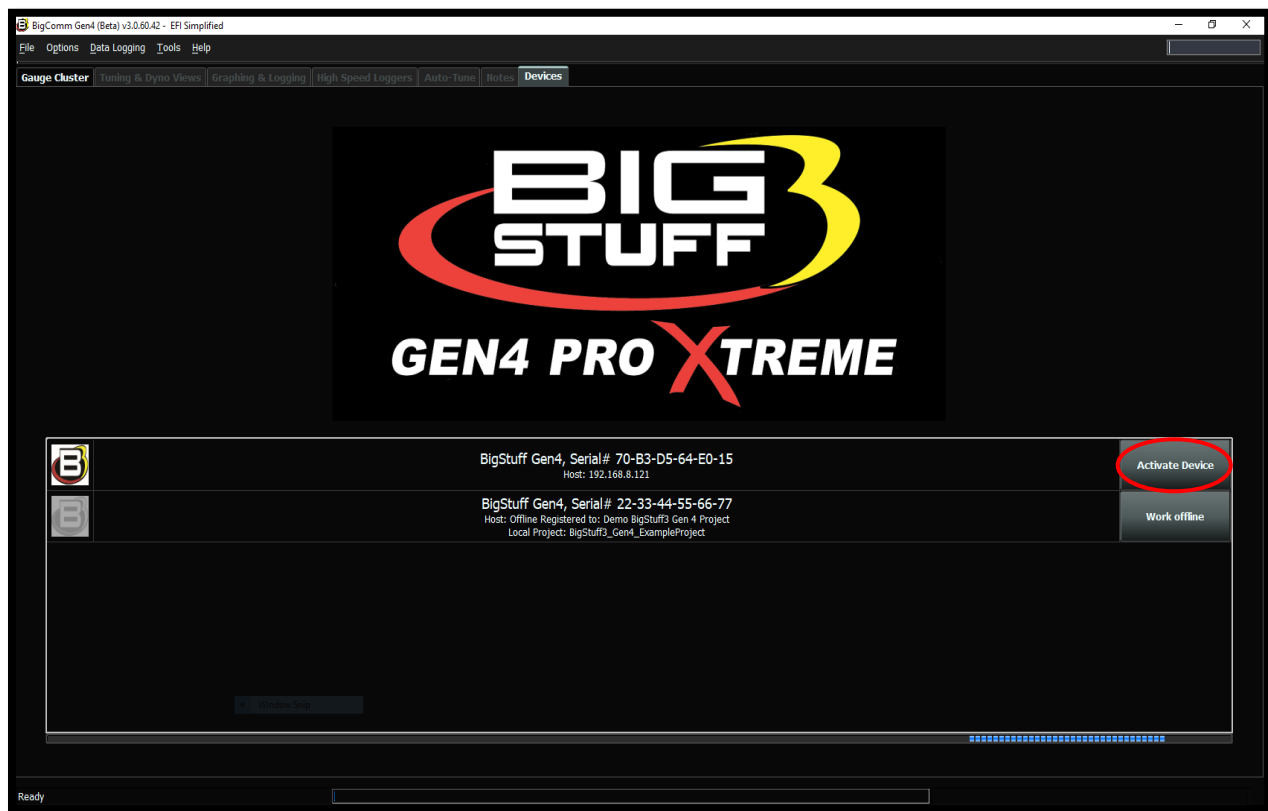 BigComm Gen4 (Beta) v3.0.60.42 - EFI Simplified
File Options Data Logging Tools Help
Gauge Cluster Tuning & Dyno Views Graphing & Logging High Speed Loggers Auto-Tune Notes Devices
BIG 3
STUFF
GEN4 PRO XTREME
B
BigStuff Gen4, Serial# 70-B3-D5-64-E0-15
Host: 192.168.8.121
Activate Device
B
BigStuff Gen4, Serial# 22-33-44-55-66-77
Host: Offline Registered to: Demo BigStuff3 Gen 4 Project
Local Project: BigStuff3_Gen4_ExampleProject
Work offline
Window Snip
Ready